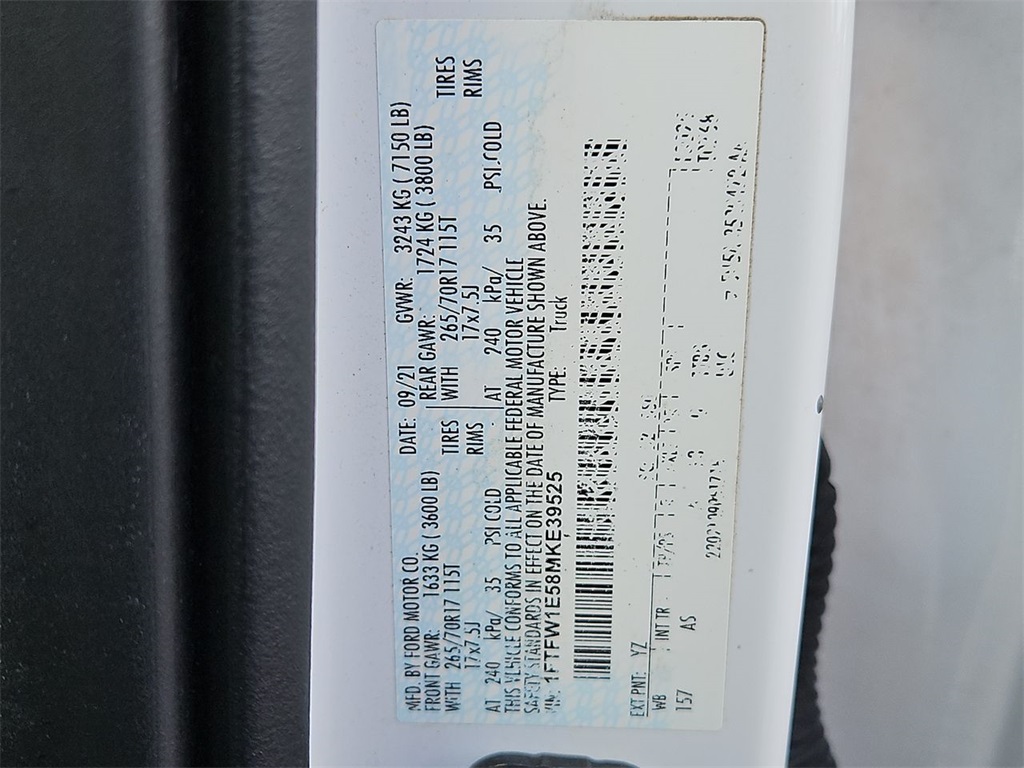 MFD. BY FORD MOTOR CO.
DATE: 09/21 GVWR: 3243 KG ( 7150 LB)
FRONT GAWR: 1633 KG ( 3600 LB)
REAR GAWR: 1724 KG ( 3800 LB)
WITH 265/70R17 115T TIRES
WITH 265/70R17 115T TIRES
17x7.5J RIMS
17x7.5J RIMS
AT 240 kPa/ 35 PSI COLD
AT 240 kPa/ 35 PSI COLD
THIS VEHICLE CONFORMS TO ALL APPLICABLE FEDERAL MOTOR VEHICLE
SAFETY STANDARDS IN EFFECT ON THE DATE OF MANUFACTURE SHOWN ABOVE.
VIN: 1FTFW1E58MKE39525 TYPE: Truck
EXT PNT: YZ
WB INT TR
157 AS